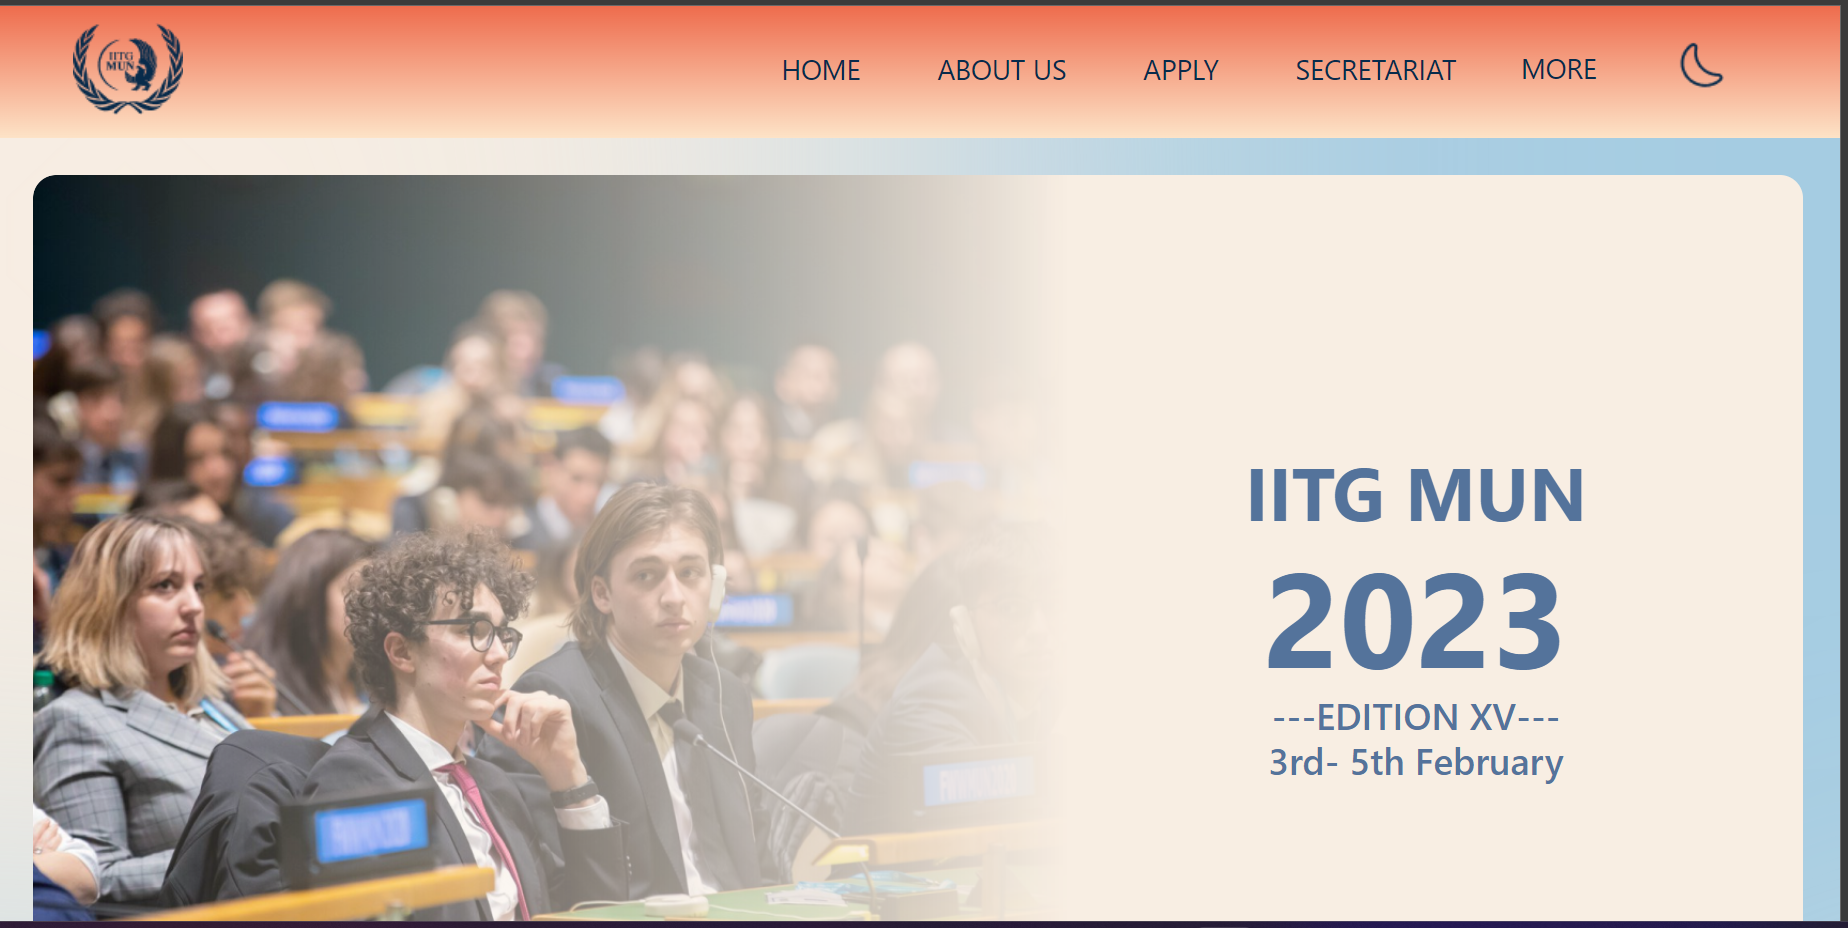 IITG
MUN
HOME
ABOUT US
APPLY
SECRETARIAT
MORE
IITG MUN
2023
---EDITION XV---
3rd- 5th February